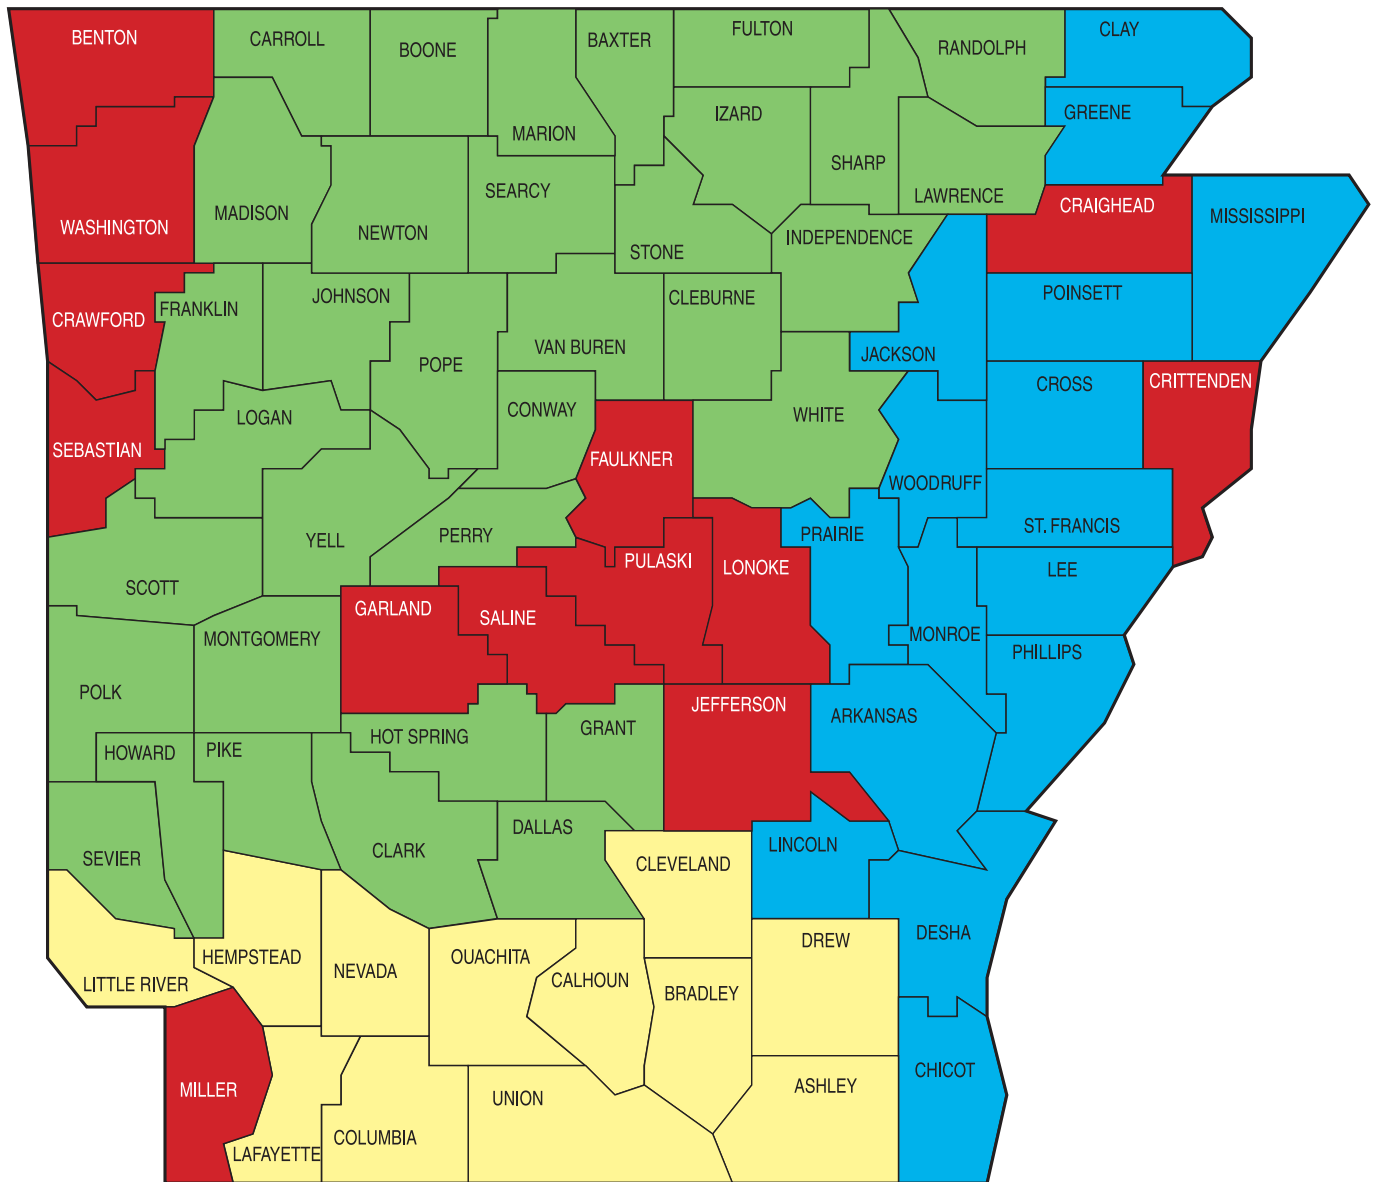 BENTON
CARROLL
BOONE
MARION
BAXTER
FULTON
RANDOLPH
CLAY
IZARD
SHARP
GREENE
LAWRENCE
WASHINGTON
MADISON
NEWTON
SEARCY
STONE
INDEPENDENCE
CRAIGHEAD
MISSISSIPPI
CRAWFORD
FRANKLIN
JOHNSON
POPE
VAN BUREN
CLEBURNE
JACKSON
POINSETT
SEBASTIAN
LOGAN
CONWAY
FAULKNER
WHITE
WOODRUFF
CROSS
CRITTENDEN
SCOTT
YELL
PERRY
PULASKI
LONOKE
PRAIRIE
ST. FRANCIS
LEE
POLK
MONTGOMERY
GARLAND
SALINE
MONROE
PHILLIPS
HOWARD
PIKE
HOT SPRING
GRANT
JEFFERSON
ARKANSAS
SEVIER
CLARK
DALLAS
CLEVELAND
LINCOLN
DESHA
LITTLE RIVER
HEMPSTEAD
NEVADA
OUACHITA
CALHOUN
BRADLEY
DREW
MILLER
LAFAYETTE
COLUMBIA
UNION
ASHLEY
CHICOT